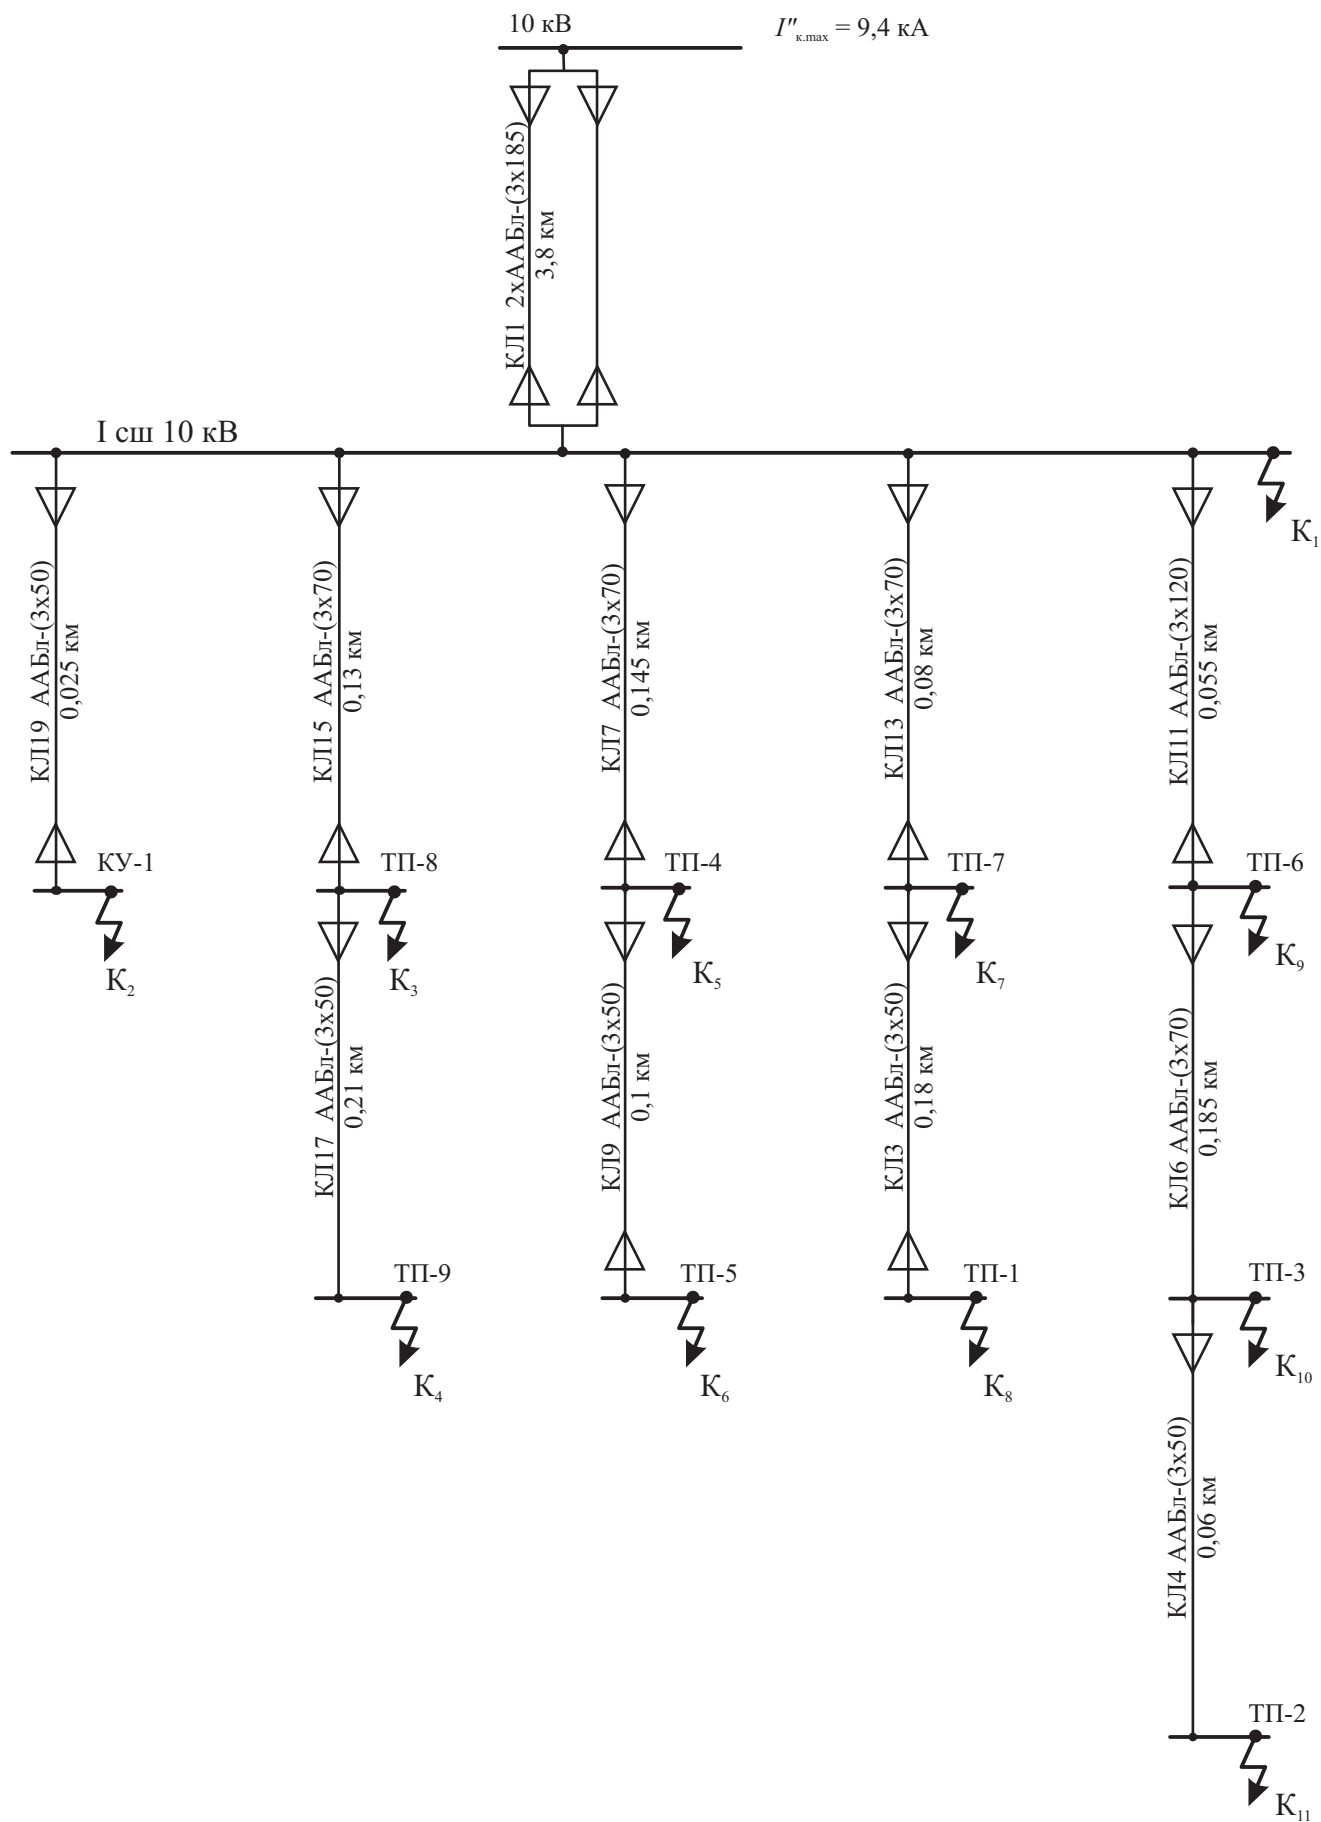 10 кВ
I″к.max = 9,4 кА
КЛ1 2хААБл-(3х185)
3,8 км
I сш 10 кВ
К1
КЛ19 ААБл-(3х50)
0,025 км
КЛ15 ААБл-(3х70)
0,13 км
КЛ7 ААБл-(3х70)
0,145 км
КЛ13 ААБл-(3х70)
0,08 км
КЛ11 ААБл-(3х120)
0,055 км
КУ-1
ТП-8
ТП-4
ТП-7
ТП-6
К2
К3
К5
К7
К9
КЛ17 ААБл-(3х50)
0,21 км
КЛ9 ААБл-(3х50)
0,1 км
КЛ3 ААБл-(3х50)
0,18 км
КЛ6 ААБл-(3х70)
0,185 км
ТП-9
ТП-5
ТП-1
ТП-3
К4
К6
К8
К10
КЛ4 ААБл-(3х50)
0,06 км
ТП-2
К11